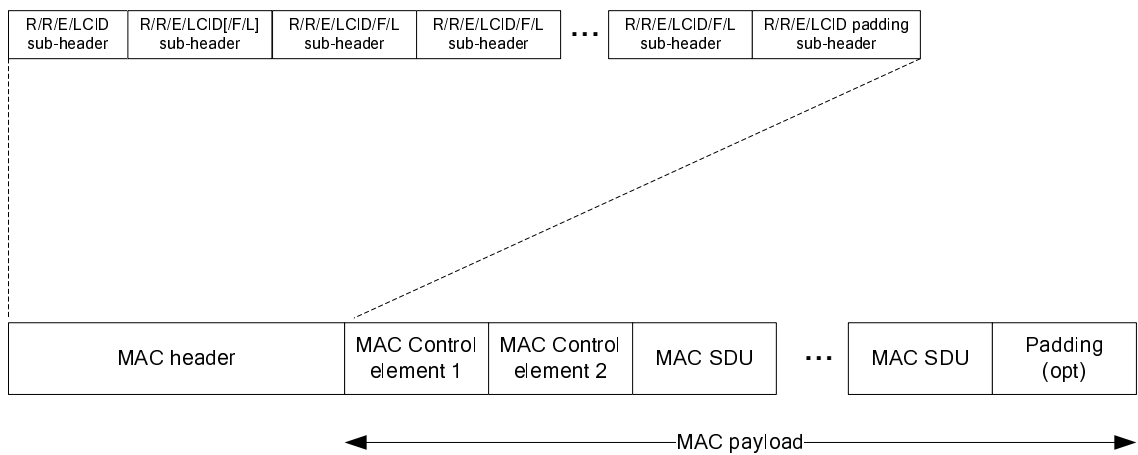 R/R/E/LCID
sub-header
R/R/E/LCID[/F/L]
sub-header
R/R/E/LCID/F/L
sub-header
R/R/E/LCID/F/L
sub-header
...
R/R/E/LCID/F/L
sub-header
R/R/E/LCID padding
sub-header
MAC header
MAC Control
element 1
MAC Control
element 2
MAC SDU
...
MAC SDU
Padding
(opt)
MAC payload